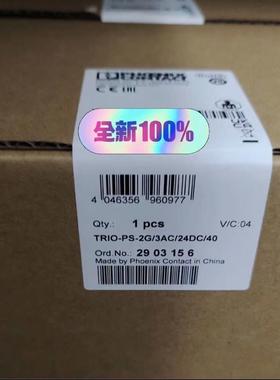 全新100%
4 046356 960977
Qty.: 1 pcs V/C:04
TRIO-PS-2G/3AC/24DC/40
Ord.No.: 29 03 15 6
Made by Phoenix Contact in China